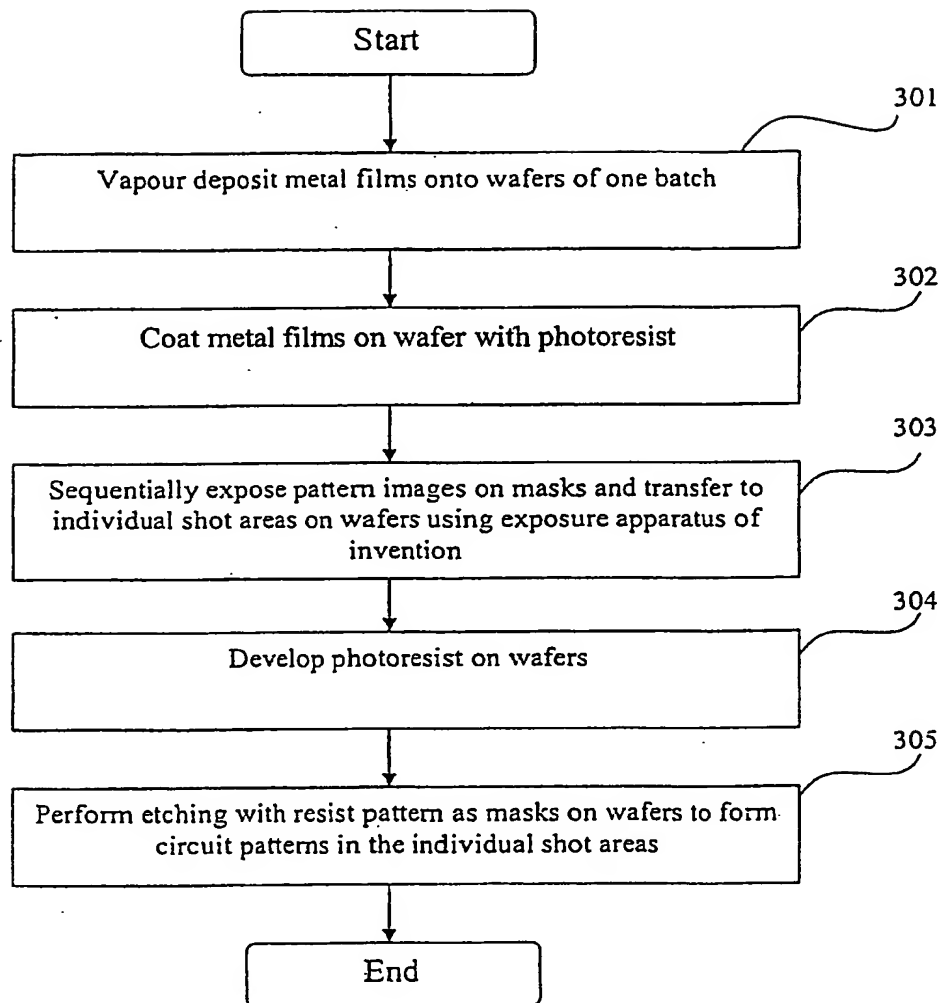 Start
301
Vapour deposit metal films onto wafers of one batch
302
Coat metal films on wafer with photoresist
303
Sequentially expose pattern images on masks and transfer to
individual shot areas on wafers using exposure apparatus of
invention
304
Develop photoresist on wafers
305
Perform etching with resist pattern as masks on wafers to form
circuit patterns in the individual shot areas
End